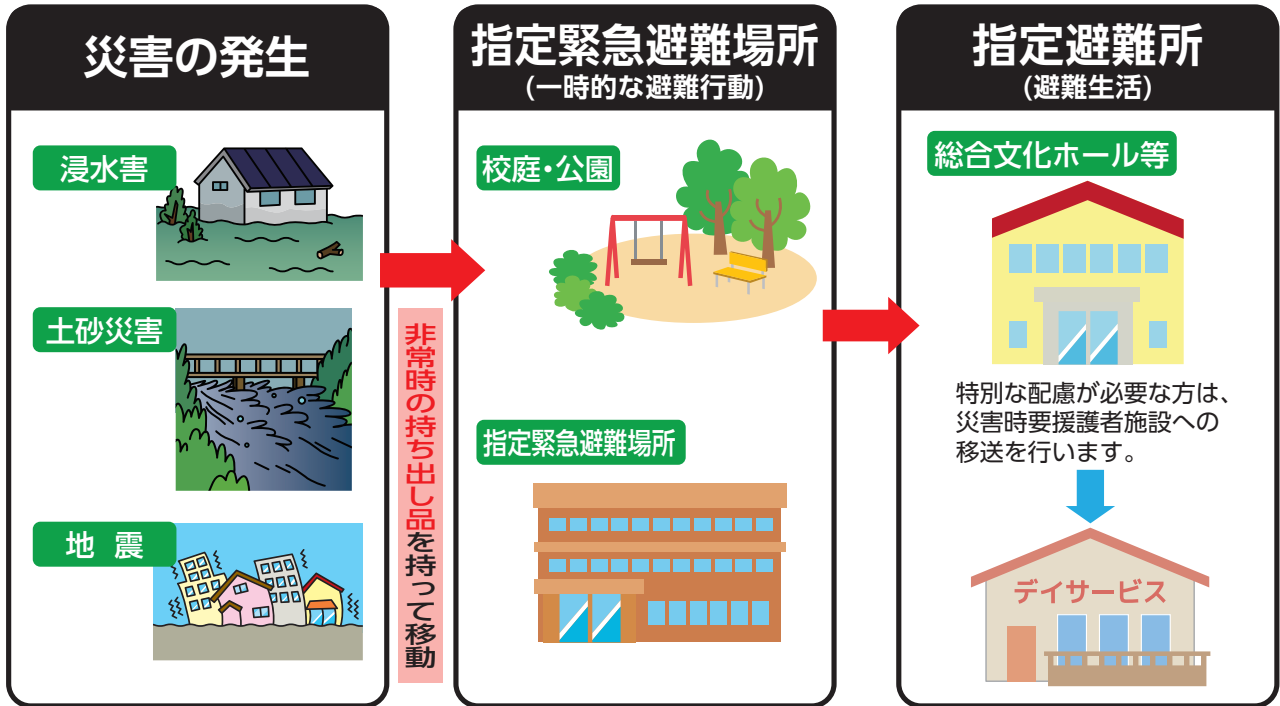 災害の発生
浸水害
土砂災害
地 震
非常時の持ち出し品を持って移動
指定緊急避難場所
(一時的な避難行動)
校庭・公園
指定緊急避難場所
指定避難所
(避難生活)
総合文化ホール等
特別な配慮が必要な方は、
災害時要援護者施設への
移送を行います。
デイサービス